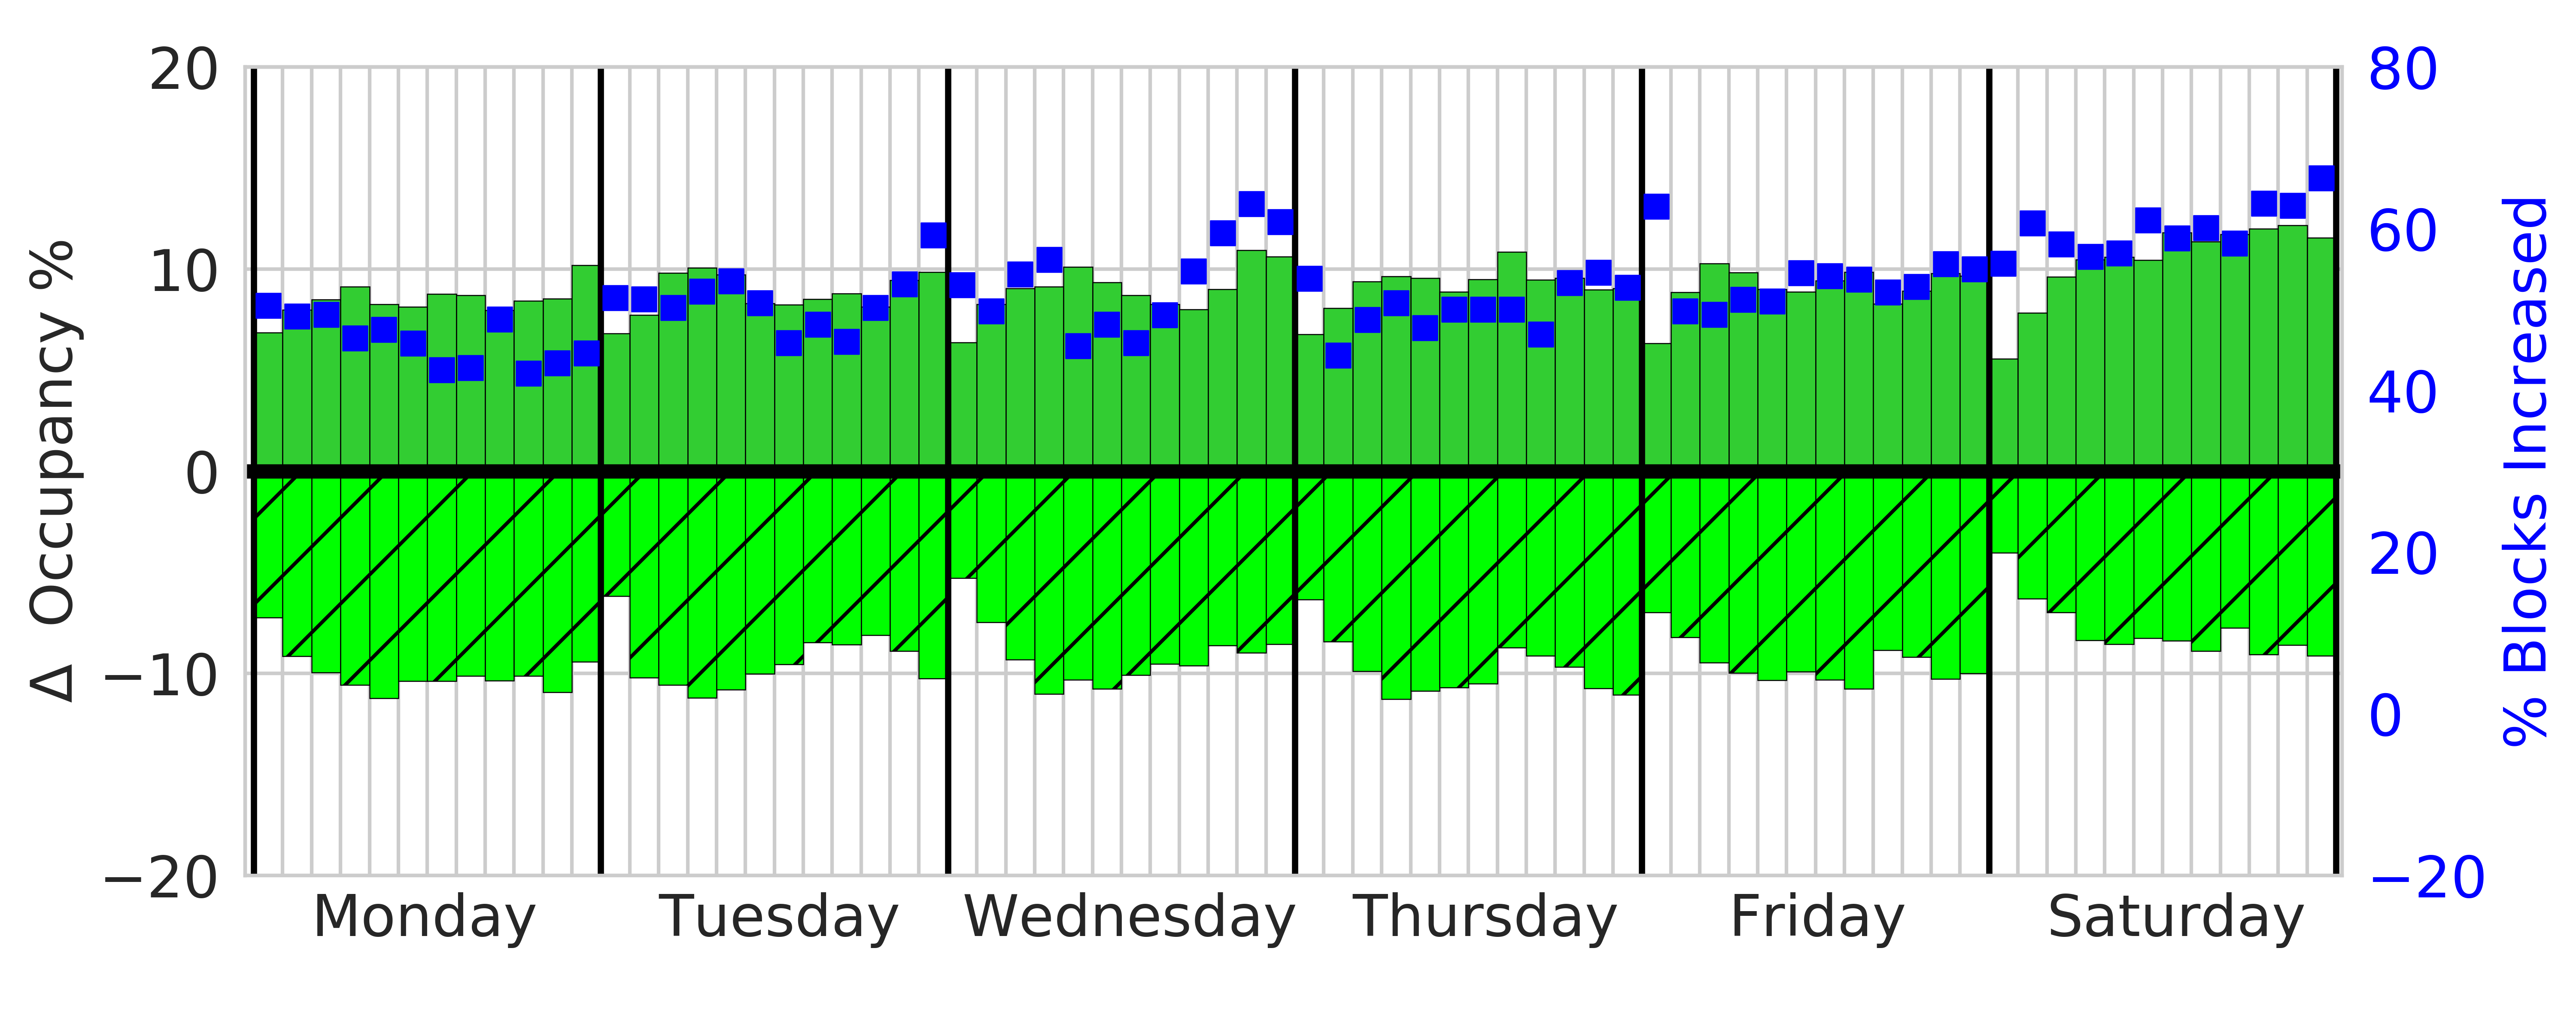 Δ Occupancy %
20
10
0
−10
−20
Monday
Tuesday
Wednesday
Thursday
Friday
Saturday
80
60
40
20
0
−20
% Blocks Increased